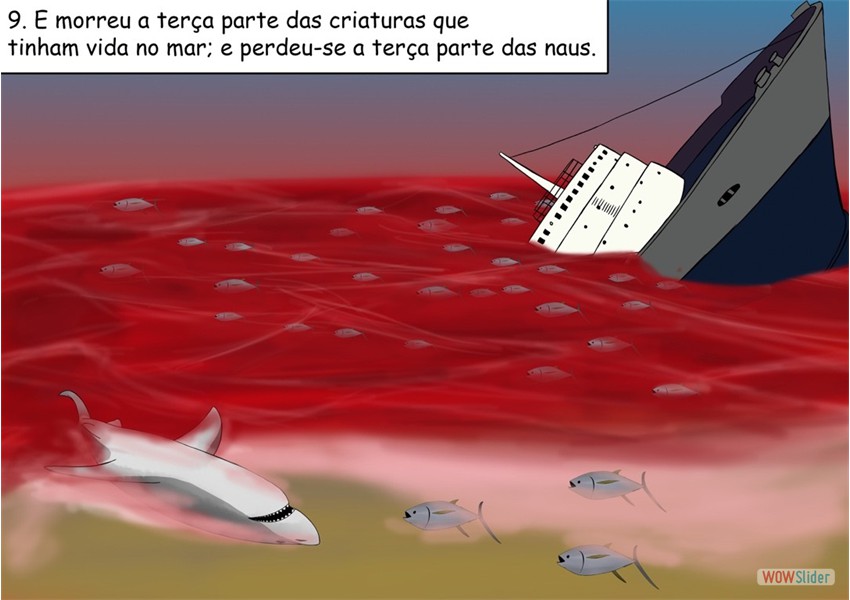 9. E morreu a terça parte das criaturas que
tinham vida no mar; e perdeu-se a terça parte das naus.
WOWSlider